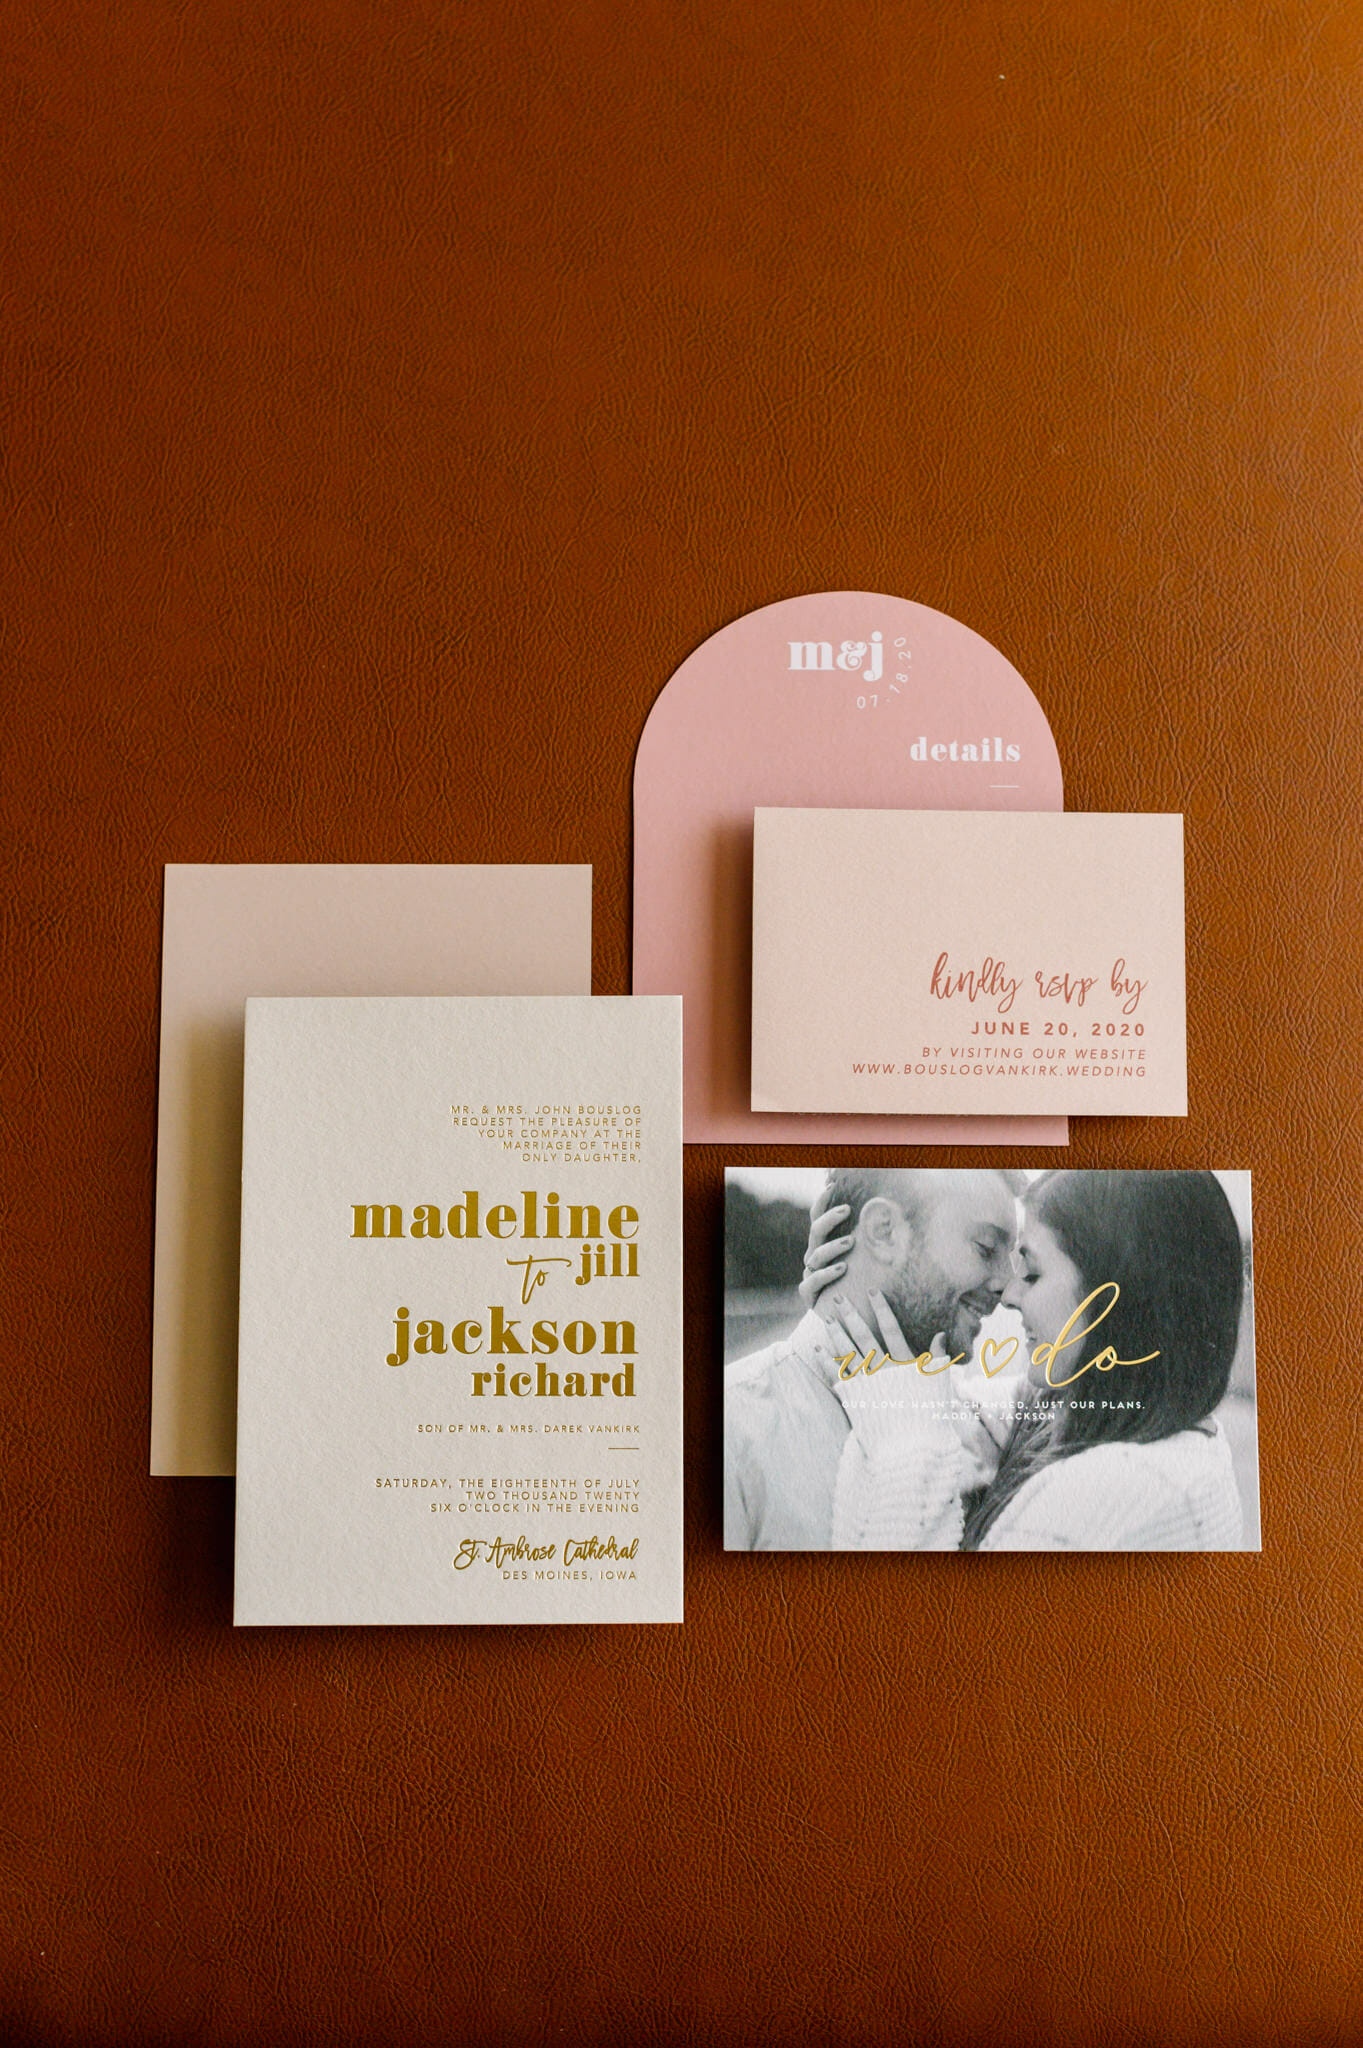 m&j
07.18.20
details
kindly rsvp by
JUNE 20, 2020
BY VISITING OUR WEBSITE
WWW.BOUSLOGVANKIRK.WEDDING
MR. & MRS. JOHN BOUSLOG
REQUEST THE PLEASURE OF
YOUR COMPANY AT THE
MARRIAGE OF THEIR
ONLY DAUGHTER,
madeline
to jill
jackson
richard
SON OF MR. & MRS. DAREK VANKIRK
SATURDAY, THE EIGHTEENTH OF JULY
TWO THOUSAND TWENTY
SIX O'CLOCK IN THE EVENING
St. Ambrose Cathedral
DES MOINES, IOWA
we do
OUR LOVE HASN'T CHANGED, JUST OUR PLANS.
MADDIE + JACKSON